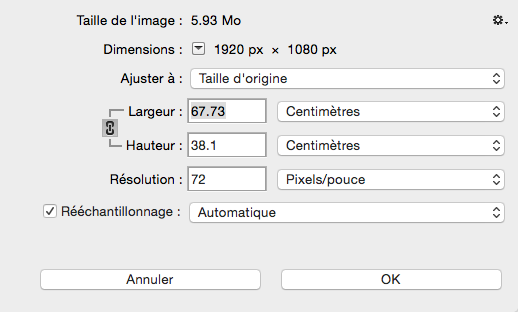 Taille de l'image : 5.93 Mo
Dimensions : 1920 px × 1080 px
Ajuster à : Taille d'origine
Largeur : 67.73 Centimètres
Hauteur : 38.1 Centimètres
Résolution : 72 Pixels/pouce
Rééchantillonnage : Automatique
Annuler OK